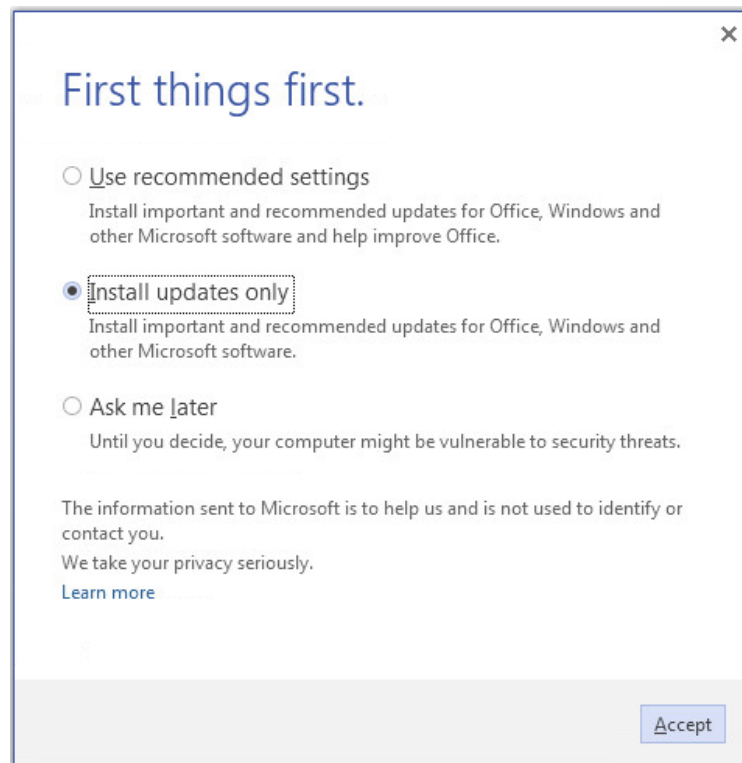 First things first.
Use recommended settings
Install important and recommended updates for Office, Windows and
other Microsoft software and help improve Office.
Install updates only
Install important and recommended updates for Office, Windows and
other Microsoft software.
Ask me later
Until you decide, your computer might be vulnerable to security threats.
The information sent to Microsoft is to help us and is not used to identify or
contact you.
We take your privacy seriously.
Learn more
Accept